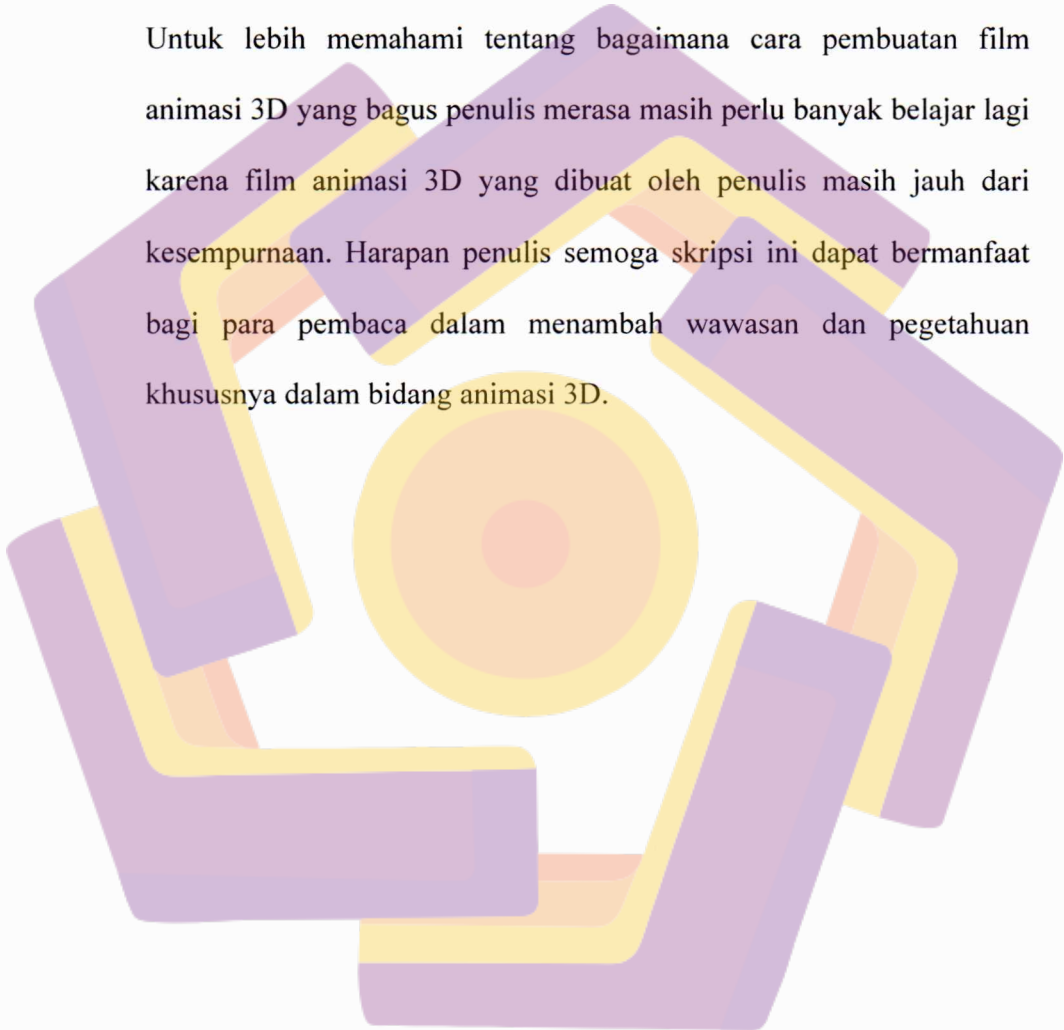 Untuk lebih memahami tentang bagaimana cara pembuatan film
animasi 3D yang bagus penulis merasa masih perlu banyak belajar lagi
karena film animasi 3D yang dibuat oleh penulis masih jauh dari
kesempurnaan. Harapan penulis semoga skripsi ini dapat bermanfaat
bagi para pembaca dalam menambah wawasan dan pegetahuan
khususnya dalam bidang animasi 3D.